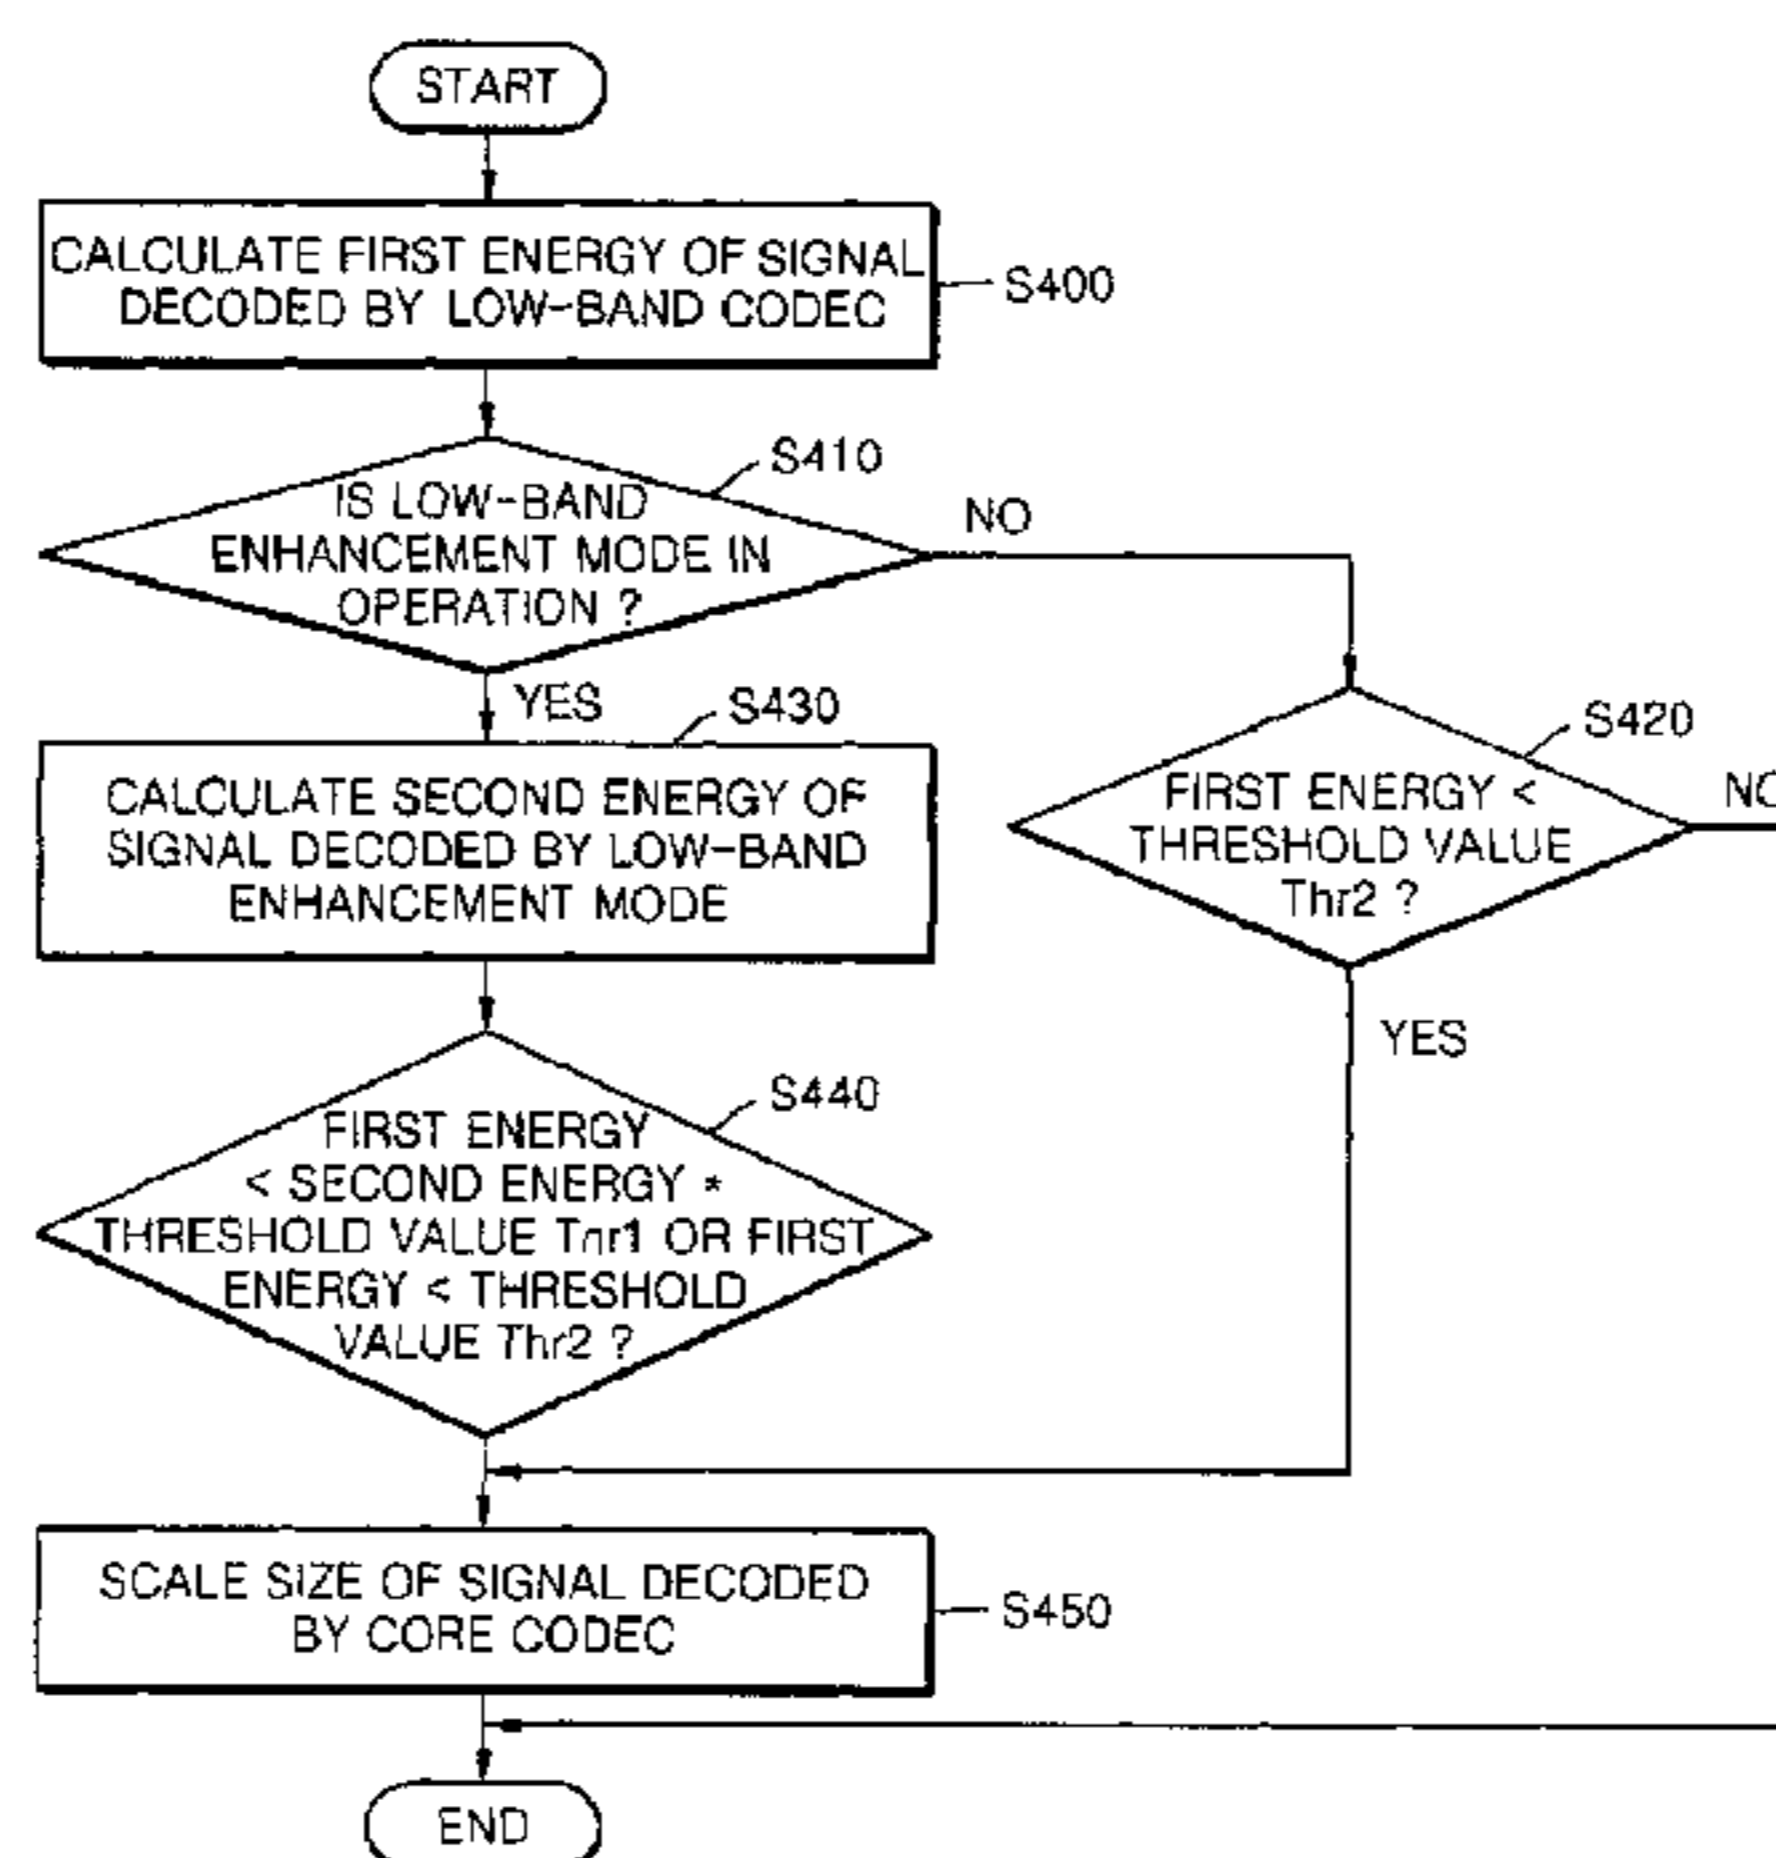 START
CALCULATE FIRST ENERGY OF SIGNAL
DECODED BY LOW-BAND CODEC
S400
S410
IS LOW-BAND
ENHANCEMENT MODE IN
OPERATION ?
NO
YES
S430
CALCULATE SECOND ENERGY OF
SIGNAL DECODED BY LOW-BAND
ENHANCEMENT MODE
S420
FIRST ENERGY <
THRESHOLD VALUE
Thr2 ?
NO
YES
S440
FIRST ENERGY
< SECOND ENERGY *
THRESHOLD VALUE Thr1 OR FIRST
ENERGY < THRESHOLD
VALUE Thr2 ?
SCALE SIZE OF SIGNAL DECODED
BY CORE CODEC
S450
END